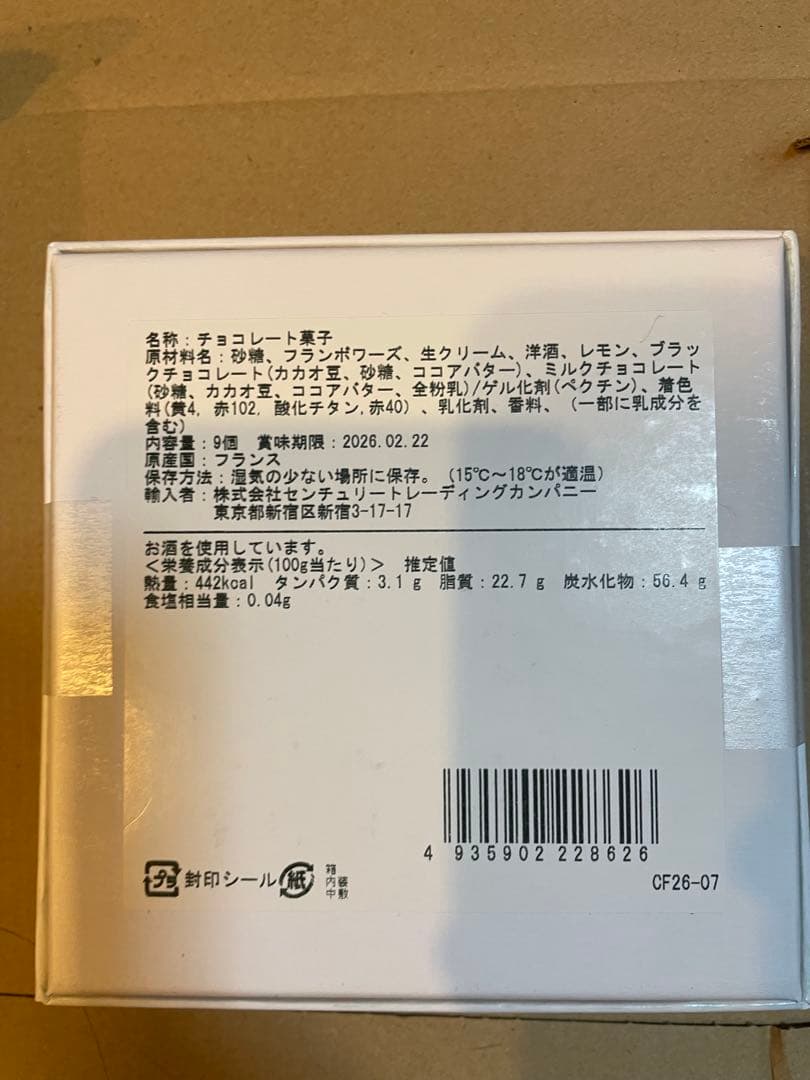 名称：チョコレート菓子
原材料名：砂糖、フランボワーズ、生クリーム、洋酒、レモン、ブラッ
クチョコレート(カカオ豆、砂糖、ココアバター)、ミルクチョコレート
(砂糖、カカオ豆、ココアバター、全粉乳)/ゲル化剤(ペクチン)、着色
料(黄4, 赤102, 酸化チタン,赤40) 、乳化剤、香料、（一部に乳成分を
含む）
内容量：9個　賞味期限：2026.02.22
原産国：フランス
保存方法：湿気の少ない場所に保存。（15℃～18℃が適温）
輸入者：株式会社センチュリートレーディングカンパニー
東京都新宿区新宿3-17-17
お酒を使用しています。
＜栄養成分表示(100g当たり)＞　推定値
熱量：442kcal　タンパク質：3.1 g　脂質：22.7 g　炭水化物：56.4 g
食塩相当量：0.04g
4 935902 228626
プラ 封印シール 紙 箱 内装 中敷
CF26-07